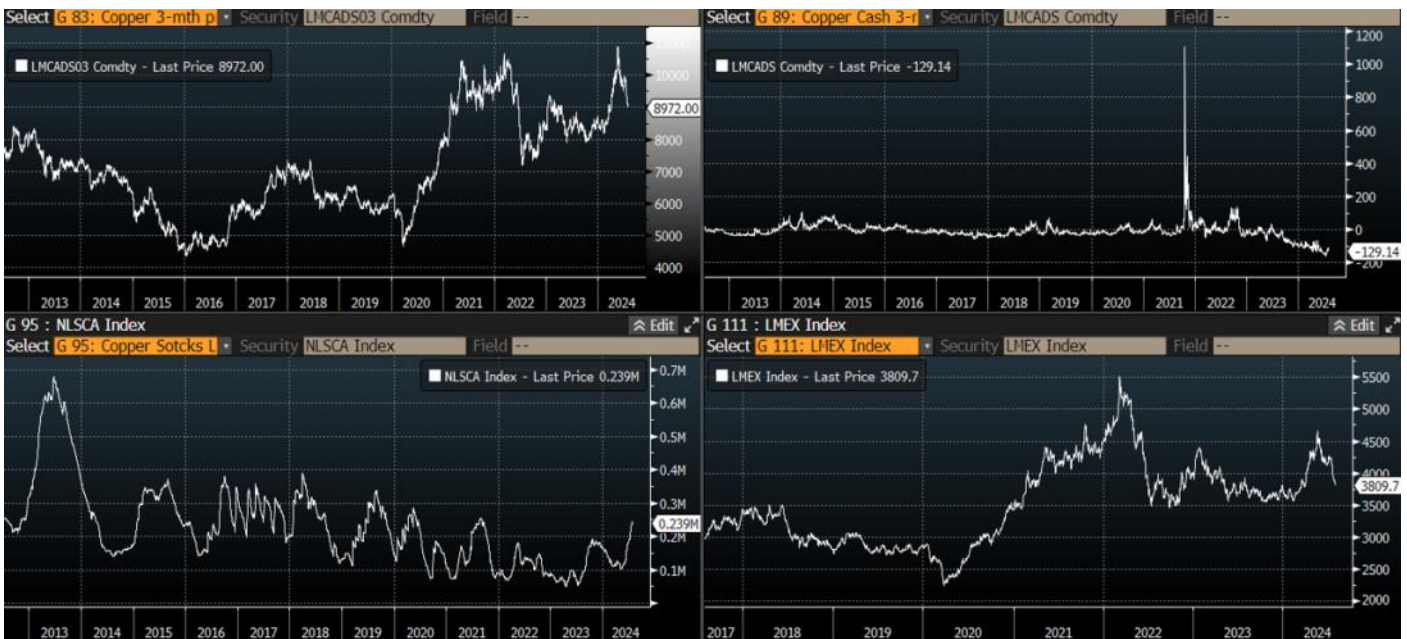 Select G 83: Copper 3-mth p Security LMCADS03 Comdty Field --
LMCADS03 Comdty - Last Price 8972.00
10000
8972.00
8000
7000
6000
5000
4000
2013 2014 2015 2016 2017 2018 2019 2020 2021 2022 2023 2024
Select G 89: Copper Cash 3-r Security LMCADS Comdty Field --
LMCADS Comdty - Last Price -129.14
1200
1000
800
600
400
200
0
-129.14
-200
2013 2014 2015 2016 2017 2018 2019 2020 2021 2022 2023 2024
G 95 : NLSCA Index Edit
Select G 95: Copper Sotcks L Security NLSCA Index Field --
NLSCA Index - Last Price 0.239M
0.7M
0.6M
0.5M
0.4M
0.3M
0.239M
0.2M
0.1M
2013 2014 2015 2016 2017 2018 2019 2020 2021 2022 2023 2024
G 111 : LMEX Index Edit
Select G 111: LMEX Index Security LMEX Index Field --
LMEX Index - Last Price 3809.7
5500
5000
4500
4000
3809.7
3500
3000
2500
2000
2017 2018 2019 2020 2021 2022 2023 2024